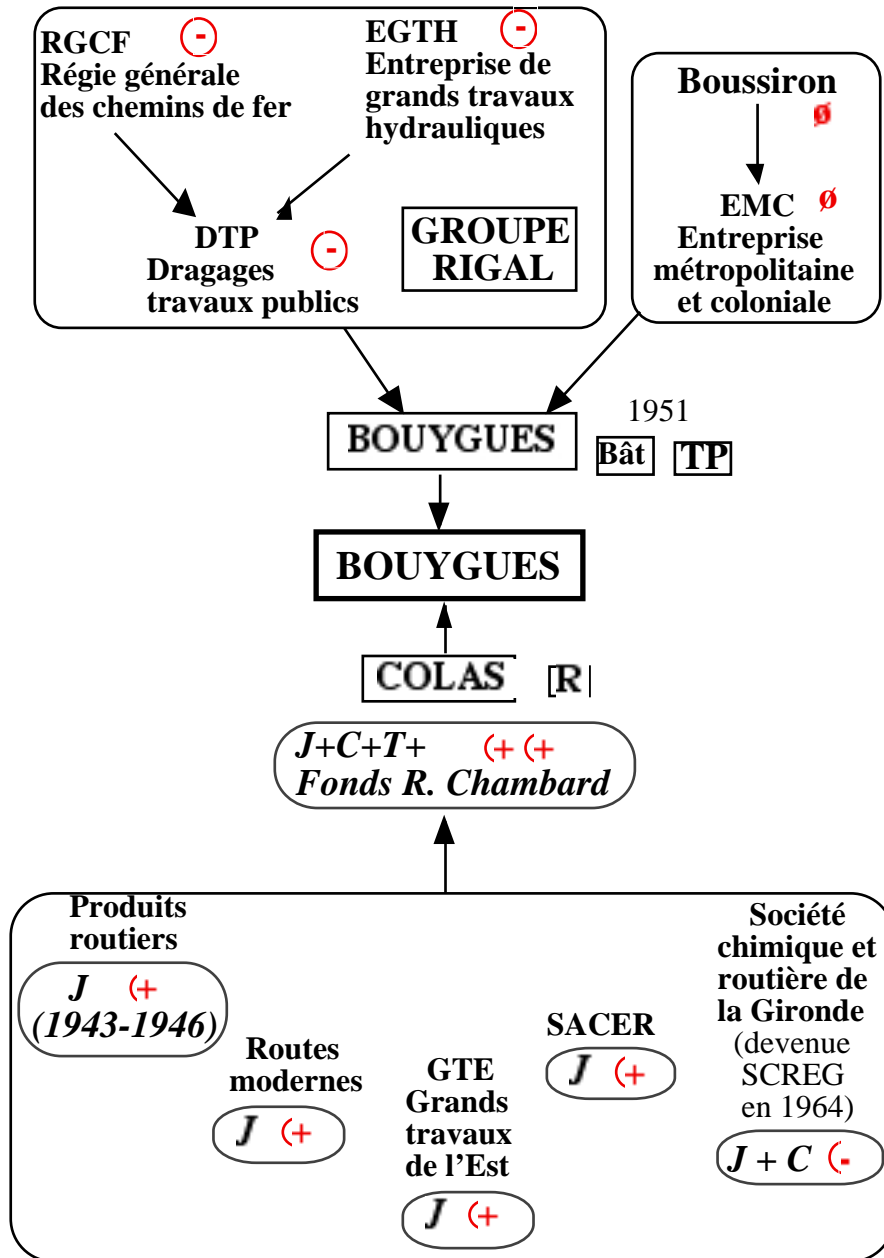 RGCF -
Régie générale
des chemins de fer
EGTH -
Entreprise de
grands travaux
hydrauliques
DTP
Dragages -
travaux publics
GROUPE
RIGAL
Boussiron
ø
EMC ø
Entreprise
métropolitaine
et coloniale
BOUYGUES
1951
Bât TP
BOUYGUES
COLAS [R]
J+C+T+ (+ (+
Fonds R. Chambard
Produits
routiers
J (+
(1943-1946)
Routes
modernes
J (+
GTE
Grands
travaux
de l’Est
J (+
SACER
J (+
Société
chimique et
routière de
la Gironde
(devenue
SCREG
en 1964)
J + C (-